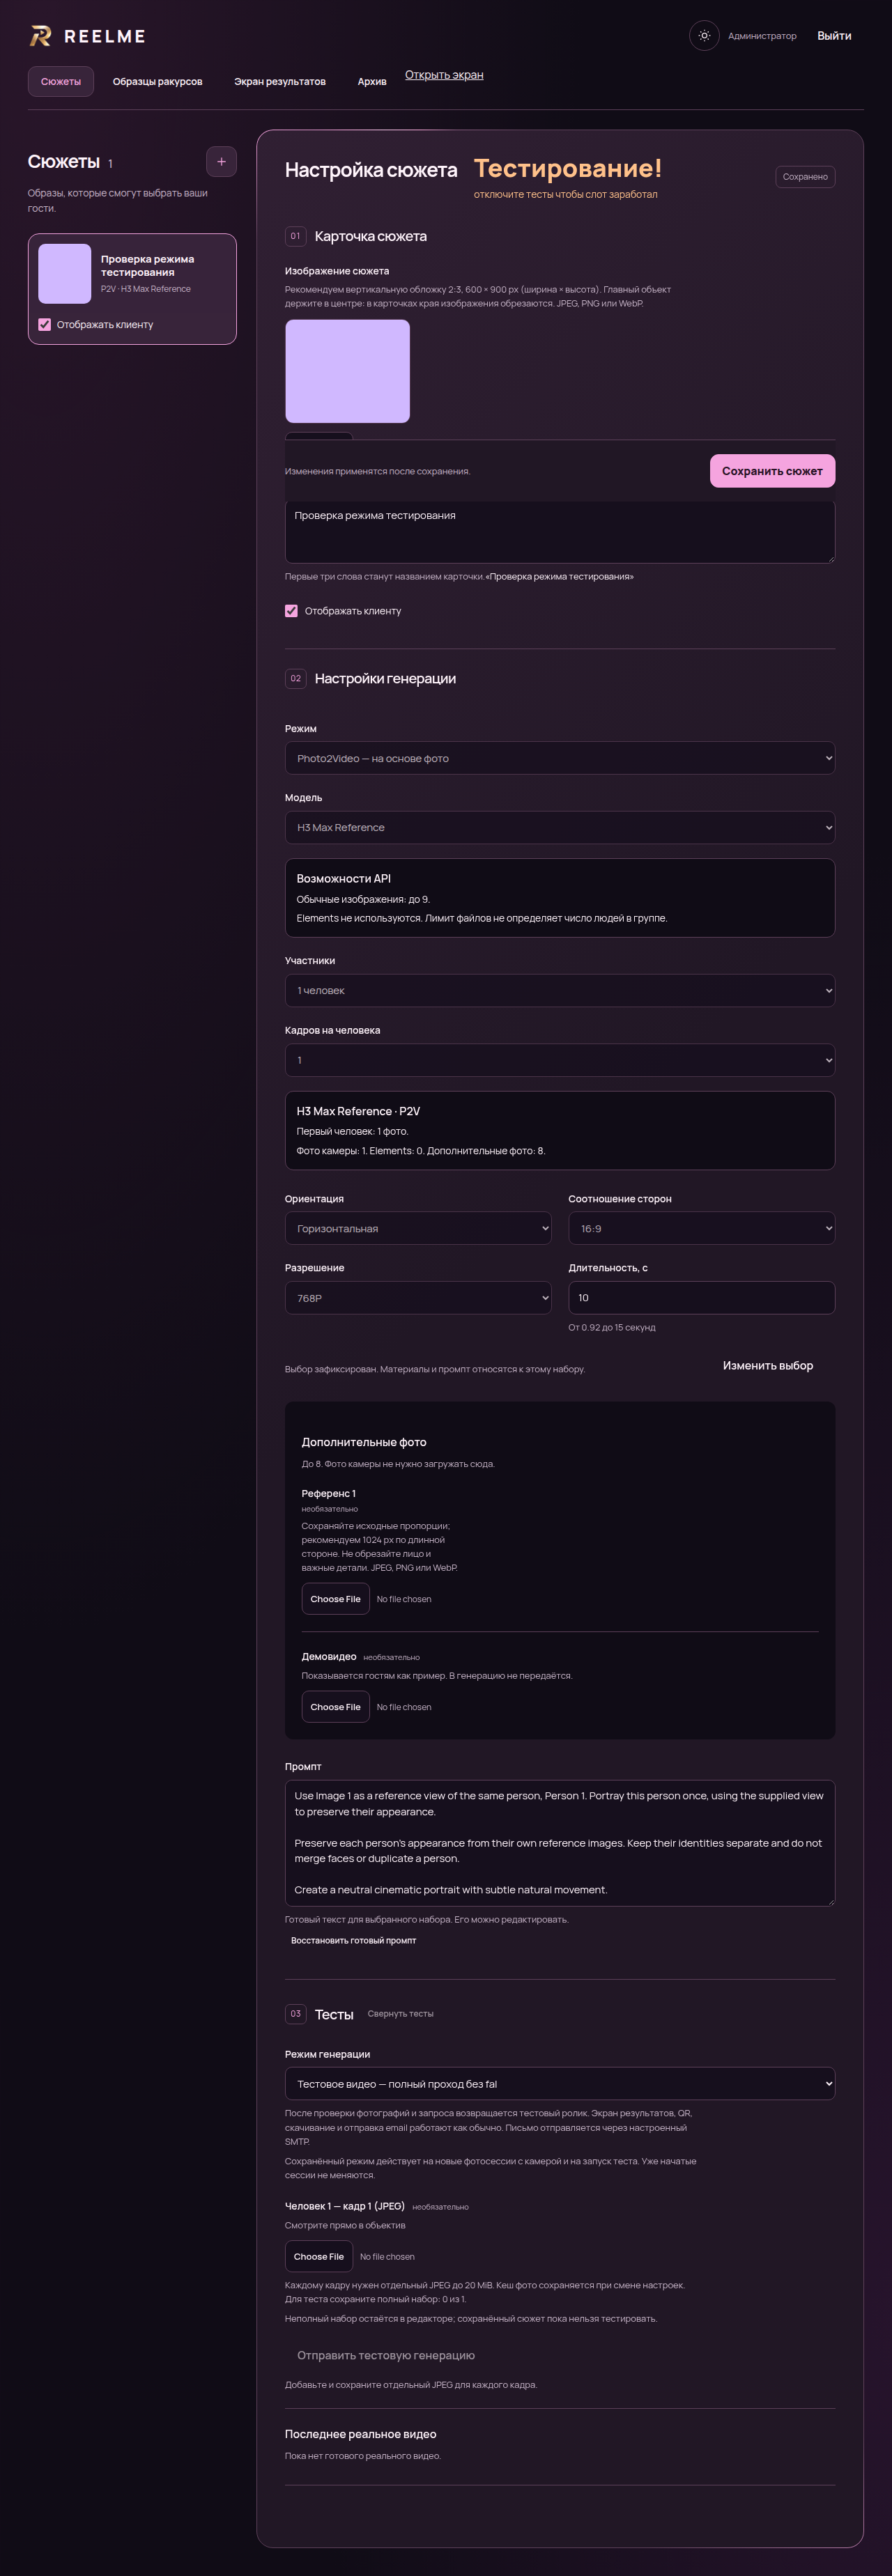 REELME
Администратор
Выйти
Сюжеты
Образцы ракурсов
Экран результатов
Архив
Открыть экран
Сюжеты 1
+
Образы, которые смогут выбрать ваши
гости.
Проверка режима
тестирования
P2V · H3 Max Reference
Отображать клиенту
Настройка сюжета
Тестирование!
отключите тесты чтобы слот заработал
Сохранено
01 Карточка сюжета
Изображение сюжета
Рекомендуем вертикальную обложку 2:3, 600 × 900 px (ширина × высота). Главный объект
держите в центре: в карточках края изображения обрезаются. JPEG, PNG или WebP.
Изменения применятся после сохранения.
Сохранить сюжет
Проверка режима тестирования
Первые три слова станут названием карточки.«Проверка режима тестирования»
Отображать клиенту
02 Настройки генерации
Режим
Photo2Video — на основе фото
Модель
H3 Max Reference
Возможности API
Обычные изображения: до 9.
Elements не используются. Лимит файлов не определяет число людей в группе.
Участники
1 человек
Кадров на человека
1
H3 Max Reference · P2V
Первый человек: 1 фото.
Фото камеры: 1. Elements: 0. Дополнительные фото: 8.
Ориентация
Горизонтальная
Соотношение сторон
16:9
Разрешение
768P
Длительность, с
10
От 0.92 до 15 секунд
Выбор зафиксирован. Материалы и промпт относятся к этому набору.
Изменить выбор
Дополнительные фото
До 8. Фото камеры не нужно загружать сюда.
Референс 1
необязательно
Сохраняйте исходные пропорции;
рекомендуем 1024 px по длинной
стороне. Не обрезайте лицо и
важные детали. JPEG, PNG или WebP.
Choose File No file chosen
Демовидео необязательно
Показывается гостям как пример. В генерацию не передаётся.
Choose File No file chosen
Промпт
Use Image 1 as a reference view of the same person, Person 1. Portray this person once, using the supplied view
to preserve their appearance.
Preserve each person's appearance from their own reference images. Keep their identities separate and do not
merge faces or duplicate a person.
Create a neutral cinematic portrait with subtle natural movement.
Готовый текст для выбранного набора. Его можно редактировать.
Восстановить готовый промпт
03 Тесты Свернуть тесты
Режим генерации
Тестовое видео — полный проход без fal
После проверки фотографий и запроса возвращается тестовый ролик. Экран результатов, QR,
скачивание и отправка email работают как обычно. Письмо отправляется через настроенный
SMTP.
Сохранённый режим действует на новые фотосессии с камерой и на запуск теста. Уже начатые
сессии не меняются.
Человек 1 — кадр 1 (JPEG) необязательно
Смотрите прямо в объектив
Choose File No file chosen
Каждому кадру нужен отдельный JPEG до 20 MiB. Кеш фото сохраняется при смене настроек.
Для теста сохраните полный набор: 0 из 1.
Неполный набор остаётся в редакторе; сохранённый сюжет пока нельзя тестировать.
Отправить тестовую генерацию
Добавьте и сохраните отдельный JPEG для каждого кадра.
Последнее реальное видео
Пока нет готового реального видео.